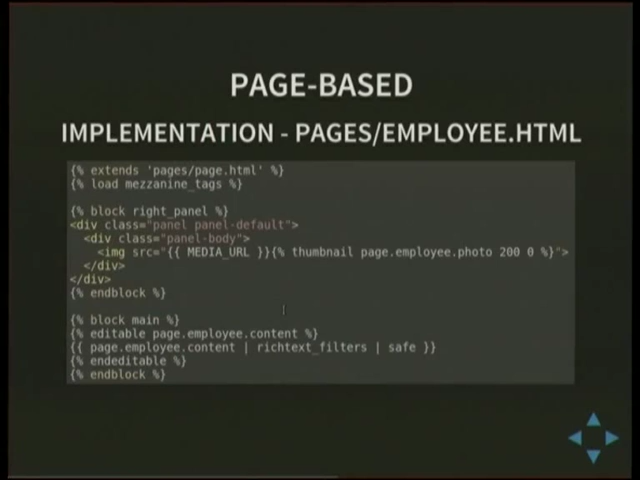 PAGE-BASED
IMPLEMENTATION - PAGES/EMPLOYEE.HTML
{% extends 'pages/page.html' %}
{% load mezzanine_tags %}
{% block right_panel %}
<div class="panel panel-default">
<div class="panel-body">
<img src="{{ MEDIA_URL }}{% thumbnail page.employee.photo 200 0 %}">
</div>
</div>
{% endblock %}
{% block main %}
{% editable page.employee.content %}
{{ page.employee.content | richtext_filters | safe }}
{% endeditable %}
{% endblock %}